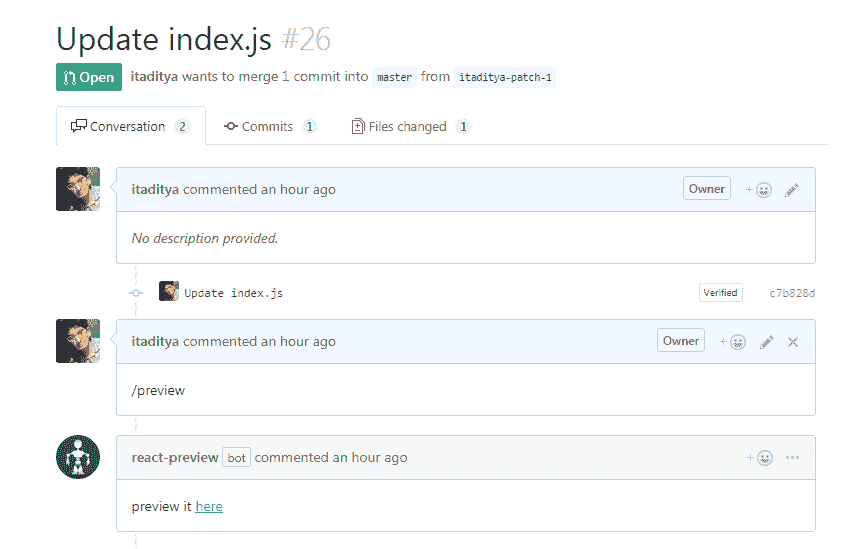 Update index.js #26
Open itaditya wants to merge 1 commit into master from itaditya-patch-1
Conversation 2 Commits 1 Files changed 1
itaditya commented an hour ago Owner
No description provided.
Update index.js Verified c7b828d
itaditya commented an hour ago Owner
/preview
react-preview bot commented an hour ago
preview it here